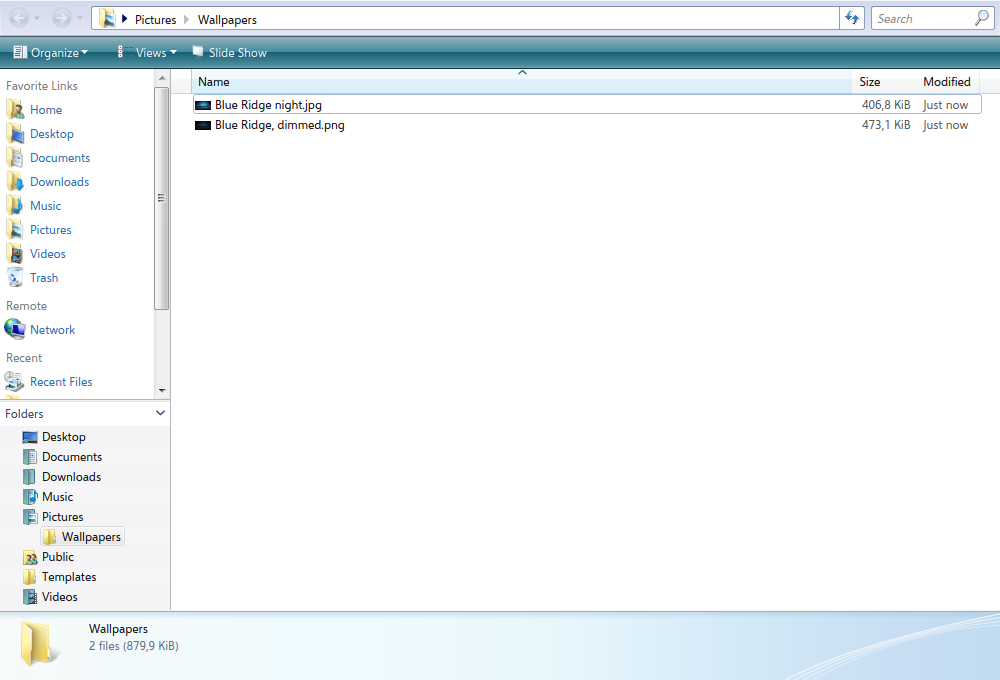 Pictures Wallpapers
Search
Organize Views Slide Show
Favorite Links
Home
Desktop
Documents
Downloads
Music
Pictures
Videos
Trash
Remote
Network
Recent
Recent Files
Folders
Desktop
Documents
Downloads
Music
Pictures
Wallpapers
Public
Templates
Videos
Name Size Modified
Blue Ridge night.jpg 406,8 KiB Just now
Blue Ridge, dimmed.png 473,1 KiB Just now
Wallpapers
2 files (879,9 KiB)